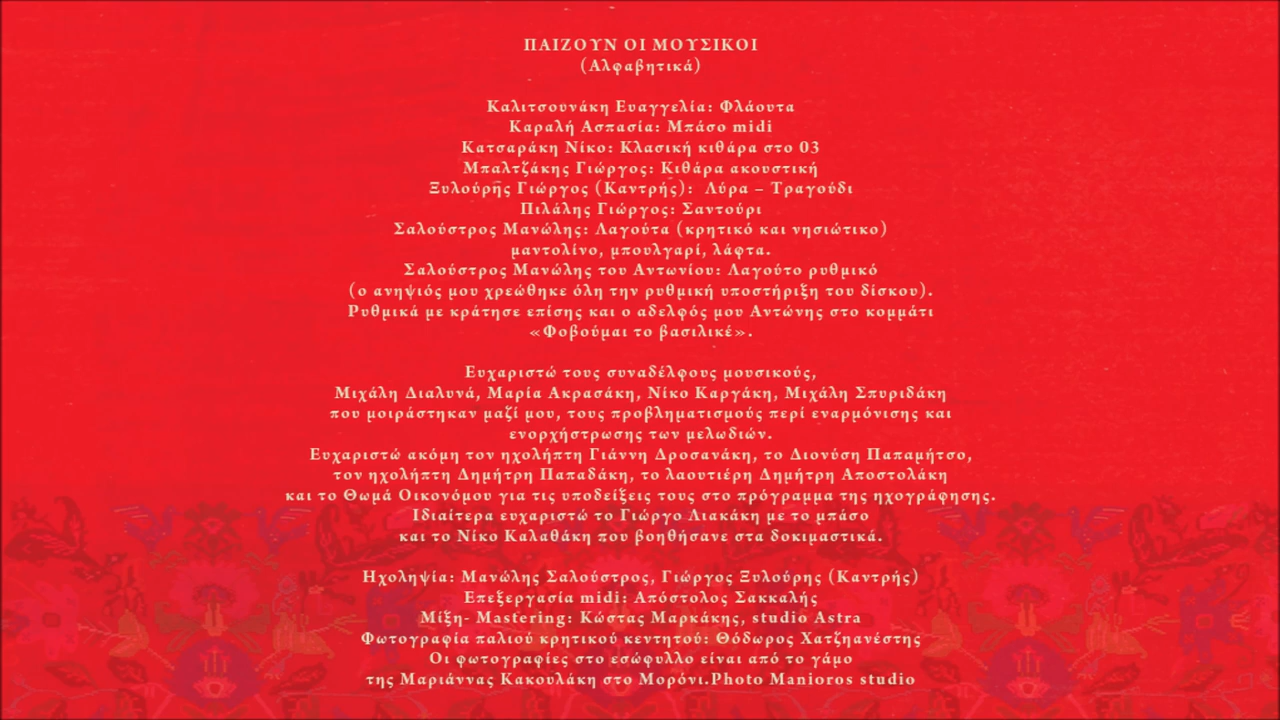 ΠΑΙΖΟΥΝ ΟΙ ΜΟΥΣΙΚΟΙ
(Αλφαβητικά)
Καλιτσουνάκη Ευαγγελία: Φλάουτα
Καραλή Ασπασία: Μπάσο midi
Κατσαράκη Νίκο: Κλασική κιθάρα στο 03
Μπαλτζάκης Γιώργος: Κιθάρα ακουστική
Ξυλούρης Γιώργος (Καντρής): Λύρα – Τραγούδι
Πιλάλης Γιώργος: Σαντούρι
Σαλούστρος Μανώλης: Λαγούτα (κρητικό και νησιώτικο)
μαντολίνο, μπουλγαρί, λάφτα.
Σαλούστρος Μανώλης του Αντωνίου: Λαγούτο ρυθμικό
(ο ανηψιός μου χρεώθηκε όλη την ρυθμική υποστήριξη του δίσκου).
Ρυθμικά με κράτησε επίσης και ο αδελφός μου Αντώνης στο κομμάτι
«Φοβούμαι το βασιλικέ».
Ευχαριστώ τους συναδέλφους μουσικούς,
Μιχάλη Διαλυνά, Μαρία Ακρασάκη, Νίκο Καργάκη, Μιχάλη Σπυριδάκη
που μοιράστηκαν μαζί μου, τους προβληματισμούς περί εναρμόνισης και
ενορχήστρωσης των μελωδιών.
Ευχαριστώ ακόμη τον ηχολήπτη Γιάννη Δροσανάκη, το Διονύση Παπαμήτσο,
τον ηχολήπτη Δημήτρη Παπαδάκη, το λαουτιέρη Δημήτρη Αποστολάκη
και το Θωμά Οικονόμου για τις υποδείξεις τους στο πρόγραμμα της ηχογράφησης.
Ιδιαίτερα ευχαριστώ το Γιώργο Λιακάκη με το μπάσο
και το Νίκο Καλαθάκη που βοηθήσανε στα δοκιμαστικά.
Ηχοληψία: Μανώλης Σαλούστρος, Γιώργος Ξυλούρης (Καντρής)
Επεξεργασία midi: Απόστολος Σακκαλής
Μίξη- Mastering: Κώστας Μαρκάκης, studio Astra
Φωτογραφία παλιού κρητικού κεντητού: Θόδωρος Χατζηανέστης
Οι φωτογραφίες στο εσώφυλλο είναι από το γάμο
της Μαριάννας Κακουλάκη στο Μορόνι.Photo Manioros studio